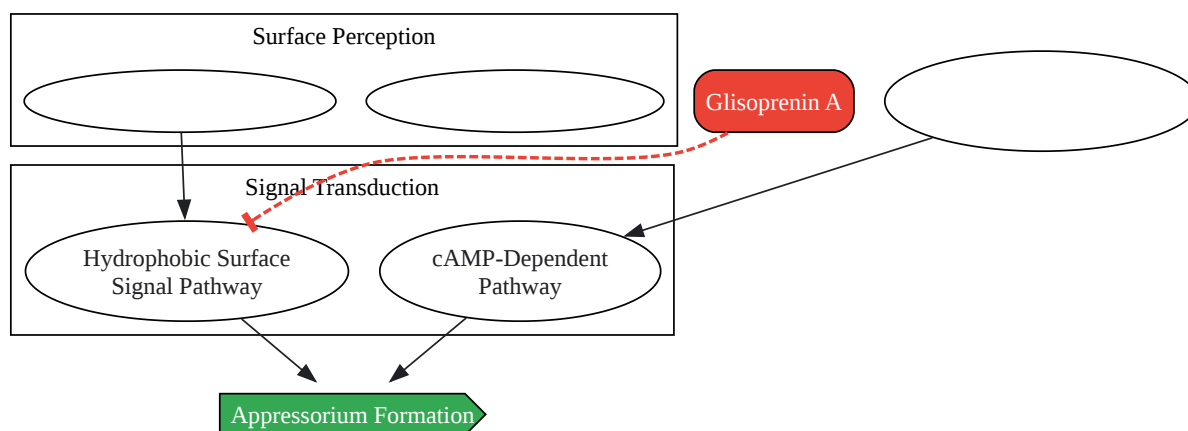 Surface Perception
Glisoprenin A
Signal Transduction
Hydrophobic Surface
Signal Pathway
cAMP-Dependent
Pathway
Appressorium Formation